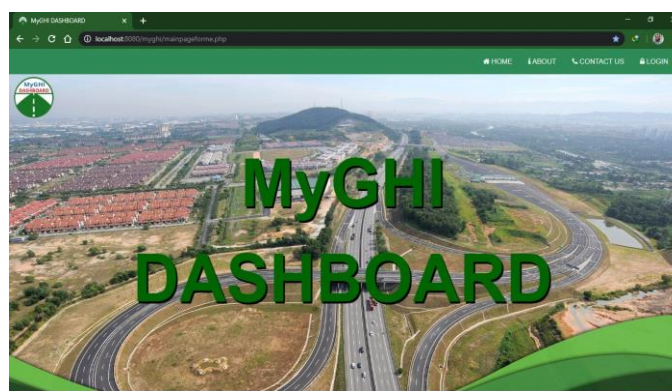 MyGHI DASHBOARD
localhost:8080/myghi/mainpageforme.php
HOME ABOUT CONTACT US LOGIN
MyGHI
DASHBOARD
MyGHI
DASHBOARD